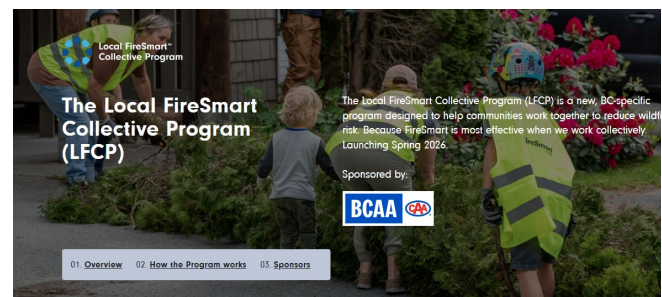 Local FireSmart™
Collective Program
The Local FireSmart
Collective Program
(LFCP)
The Local FireSmart Collective Program (LFCP) is a new, BC-specific
program designed to help communities work together to reduce wildfi
risk. Because FireSmart is most effective when we work collectively.
Launching Spring 2026.
Sponsored by:
BCAA CAA
FireSmart
01. Overview 02. How the Program works 03. Sponsors